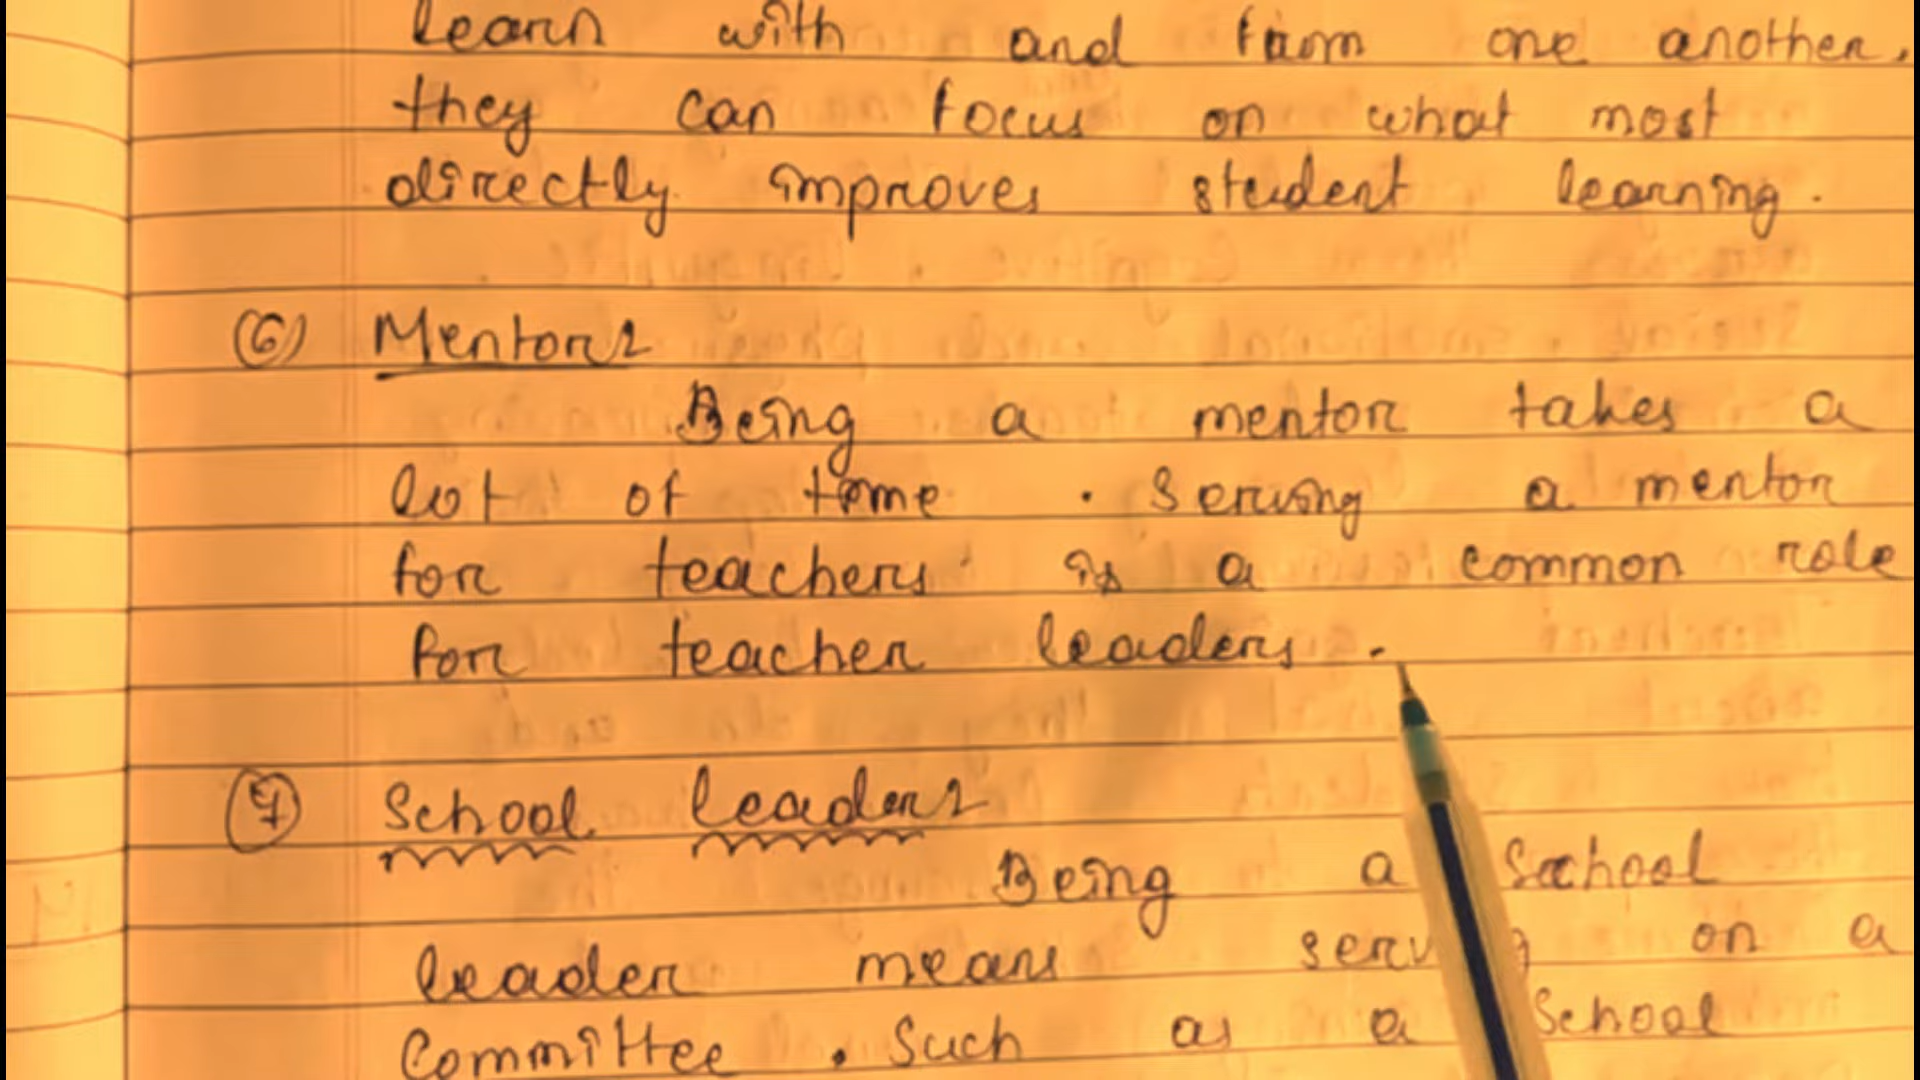 learn with and from one another.
they can focus on what most
directly improves student learning.
(6) Mentors
Being a mentor takes a
lot of time . Serving a mentor
for teachers is a common role
for teacher leaders .
(7) School leaders
Being a School
leader means on a
Committee . Such as a School